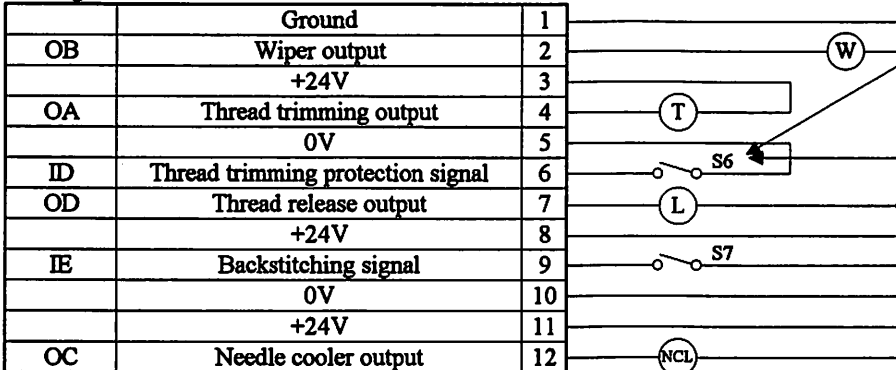 Ground 1
OB Wiper output 2 W
+24V 3
OA Thread trimming output 4 T
0V 5
ID Thread trimming protection signal 6 S6
OD Thread release output 7 L
+24V 8
IE Backstitching signal 9 S7
0V 10
+24V 11
OC Needle cooler output 12 NCL